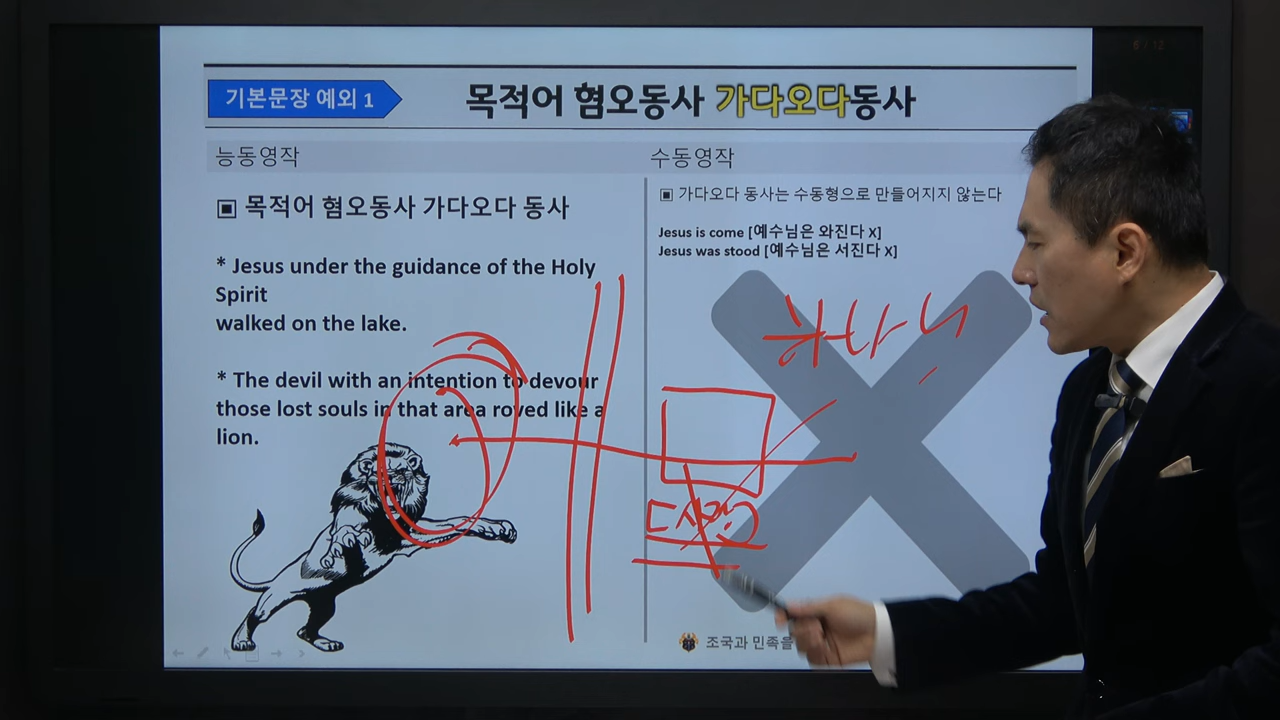 기본문장 예외 1
목적어 혐오동사 가다오다동사
능동영작
수동영작
▣ 목적어 혐오동사 가다오다 동사
* Jesus under the guidance of the Holy
Spirit
walked on the lake.
* The devil with an intention to devour
those lost souls in that area roved like a
lion.
▣ 가다오다 동사는 수동형으로 만들어지지 않는다
Jesus is come [예수님은 와진다 X]
Jesus was stood [예수님은 서진다 X]
하나니
조국과 민족을